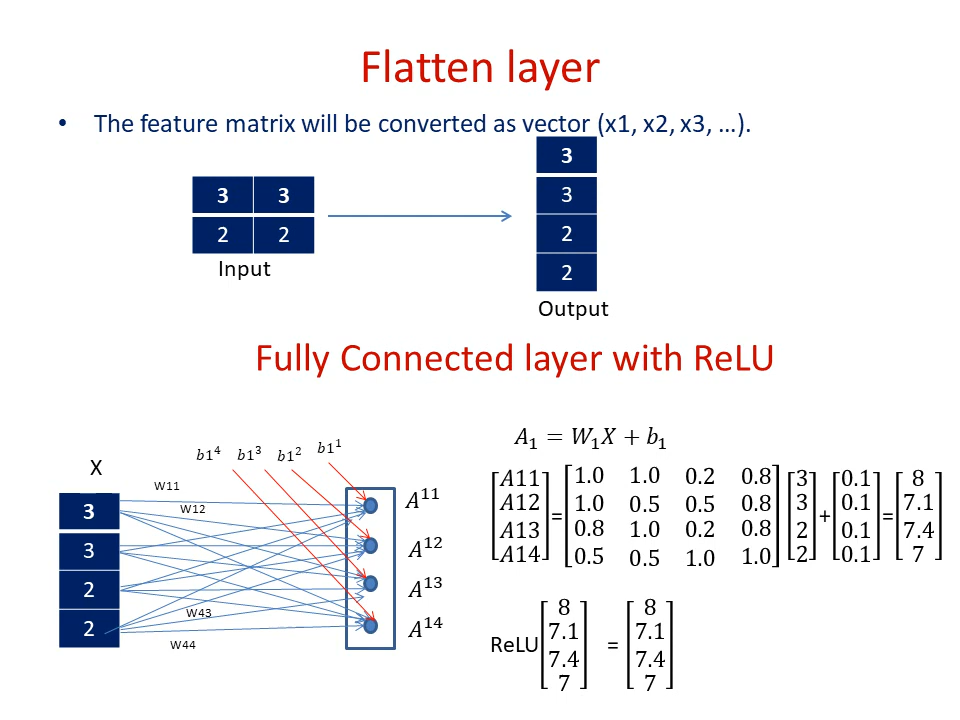 Flatten layer
• The feature matrix will be converted as vector (x1, x2, x3, …).
3 3
2 2
Input
3
3
2
2
Output
Fully Connected layer with ReLU
X
3
3
2
2
W11
W12
W43
W44
b1⁴ b1³ b1² b1¹
A¹¹
A¹²
A¹³
A¹⁴
A₁ = W₁X + b₁
A11 1.0 1.0 0.2 0.8 3 0.1 8
A12 1.0 0.5 0.5 0.8 3 0.1 7.1
= + =
A13 0.8 1.0 0.2 0.8 2 0.1 7.4
A14 0.5 0.5 1.0 1.0 2 0.1 7
8 8
7.1 7.1
ReLU =
7.4 7.4
7 7